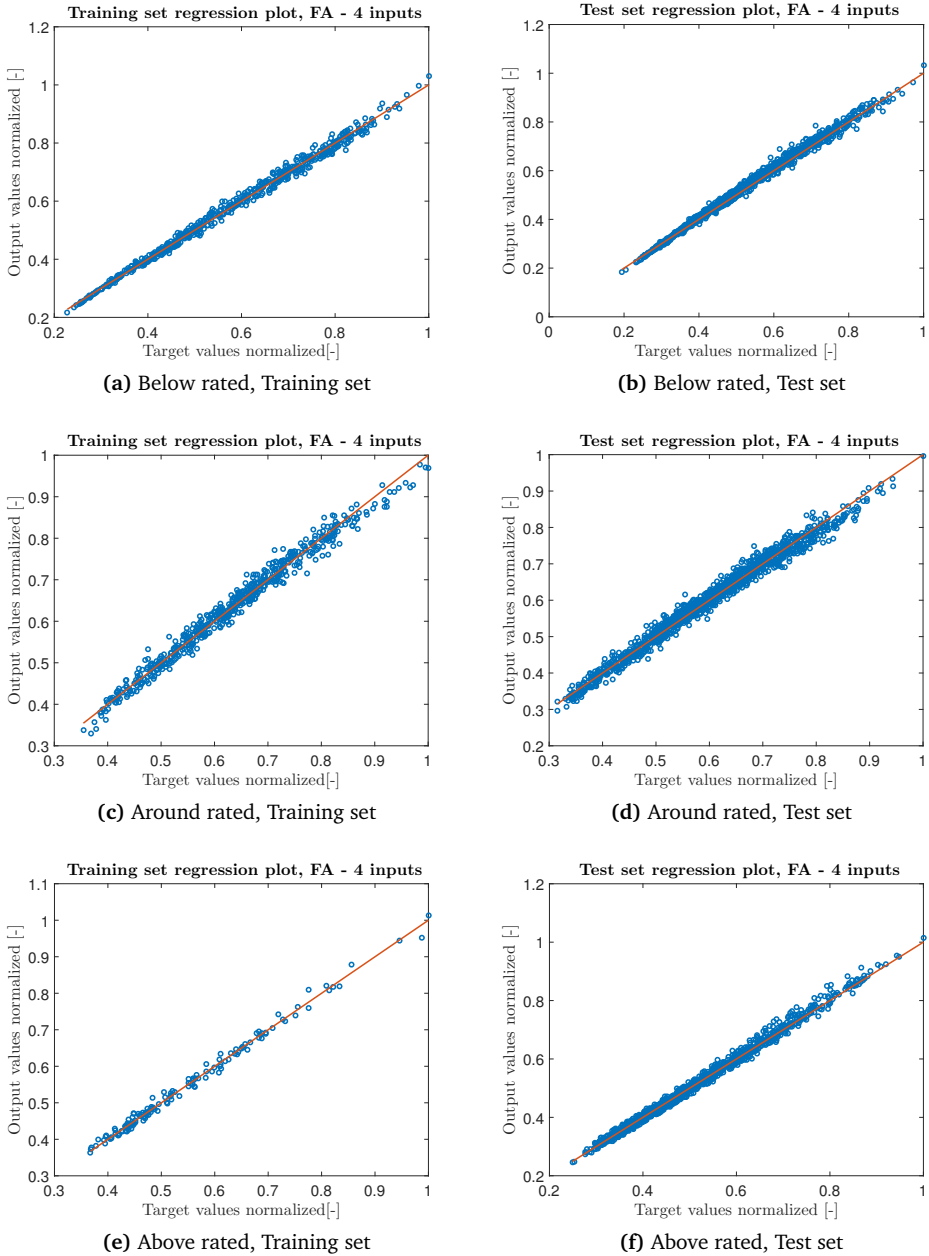 Training set regression plot, FA - 4 inputs
1.2
1
0.8
0.6
0.4
0.2
Output values normalized [-]
0.2 0.4 0.6 0.8 1
Target values normalized[-]
(a) Below rated, Training set
Test set regression plot, FA - 4 inputs
1.2
1
0.8
0.6
0.4
0.2
0
Output values normalized [-]
0 0.2 0.4 0.6 0.8 1
Target values normalized [-]
(b) Below rated, Test set
Training set regression plot, FA - 4 inputs
1
0.9
0.8
0.7
0.6
0.5
0.4
0.3
Output values normalized [-]
0.3 0.4 0.5 0.6 0.7 0.8 0.9 1
Target values normalized[-]
(c) Around rated, Training set
Test set regression plot, FA - 4 inputs
1
0.9
0.8
0.7
0.6
0.5
0.4
0.3
0.2
Output values normalized [-]
0.3 0.4 0.5 0.6 0.7 0.8 0.9 1
Target values normalized [-]
(d) Around rated, Test set
Training set regression plot, FA - 4 inputs
1.1
1
0.9
0.8
0.7
0.6
0.5
0.4
0.3
Output values normalized [-]
0.3 0.4 0.5 0.6 0.7 0.8 0.9 1
Target values normalized[-]
(e) Above rated, Training set
Test set regression plot, FA - 4 inputs
1.2
1
0.8
0.6
0.4
0.2
Output values normalized [-]
0.2 0.4 0.6 0.8 1
Target values normalized [-]
(f) Above rated, Test set